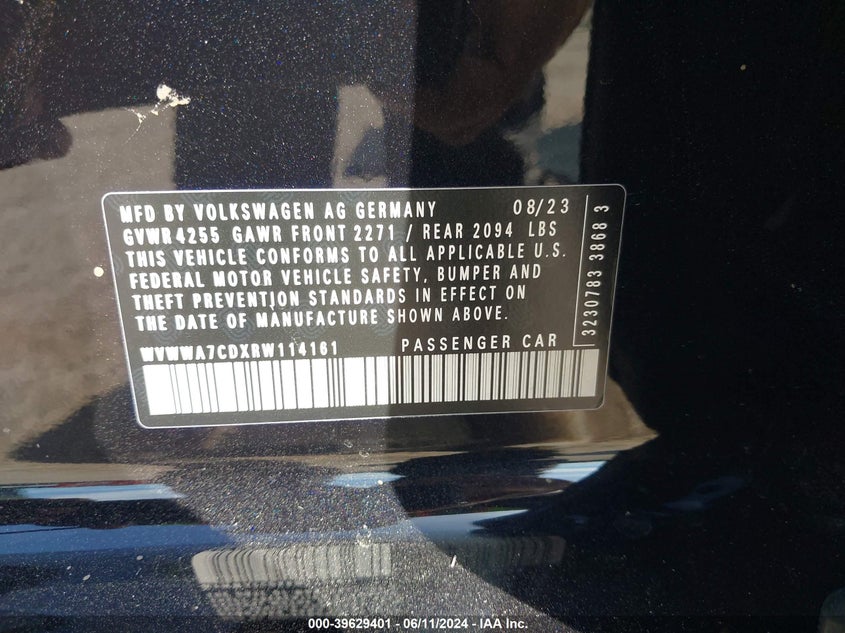 MFD BY VOLKSWAGEN AG GERMANY 08/23
GVWR 4255 GAWR FRONT 2271 / REAR 2094 LBS
THIS VEHICLE CONFORMS TO ALL APPLICABLE U.S.
FEDERAL MOTOR VEHICLE SAFETY, BUMPER AND
THEFT PREVENTION STANDARDS IN EFFECT ON
THE DATE OF MANUFACTURE SHOWN ABOVE.
WVWWA7CDXRW114161 PASSENGER CAR
3230783 3868 3
000-39629401 - 06/11/2024 - IAA Inc.